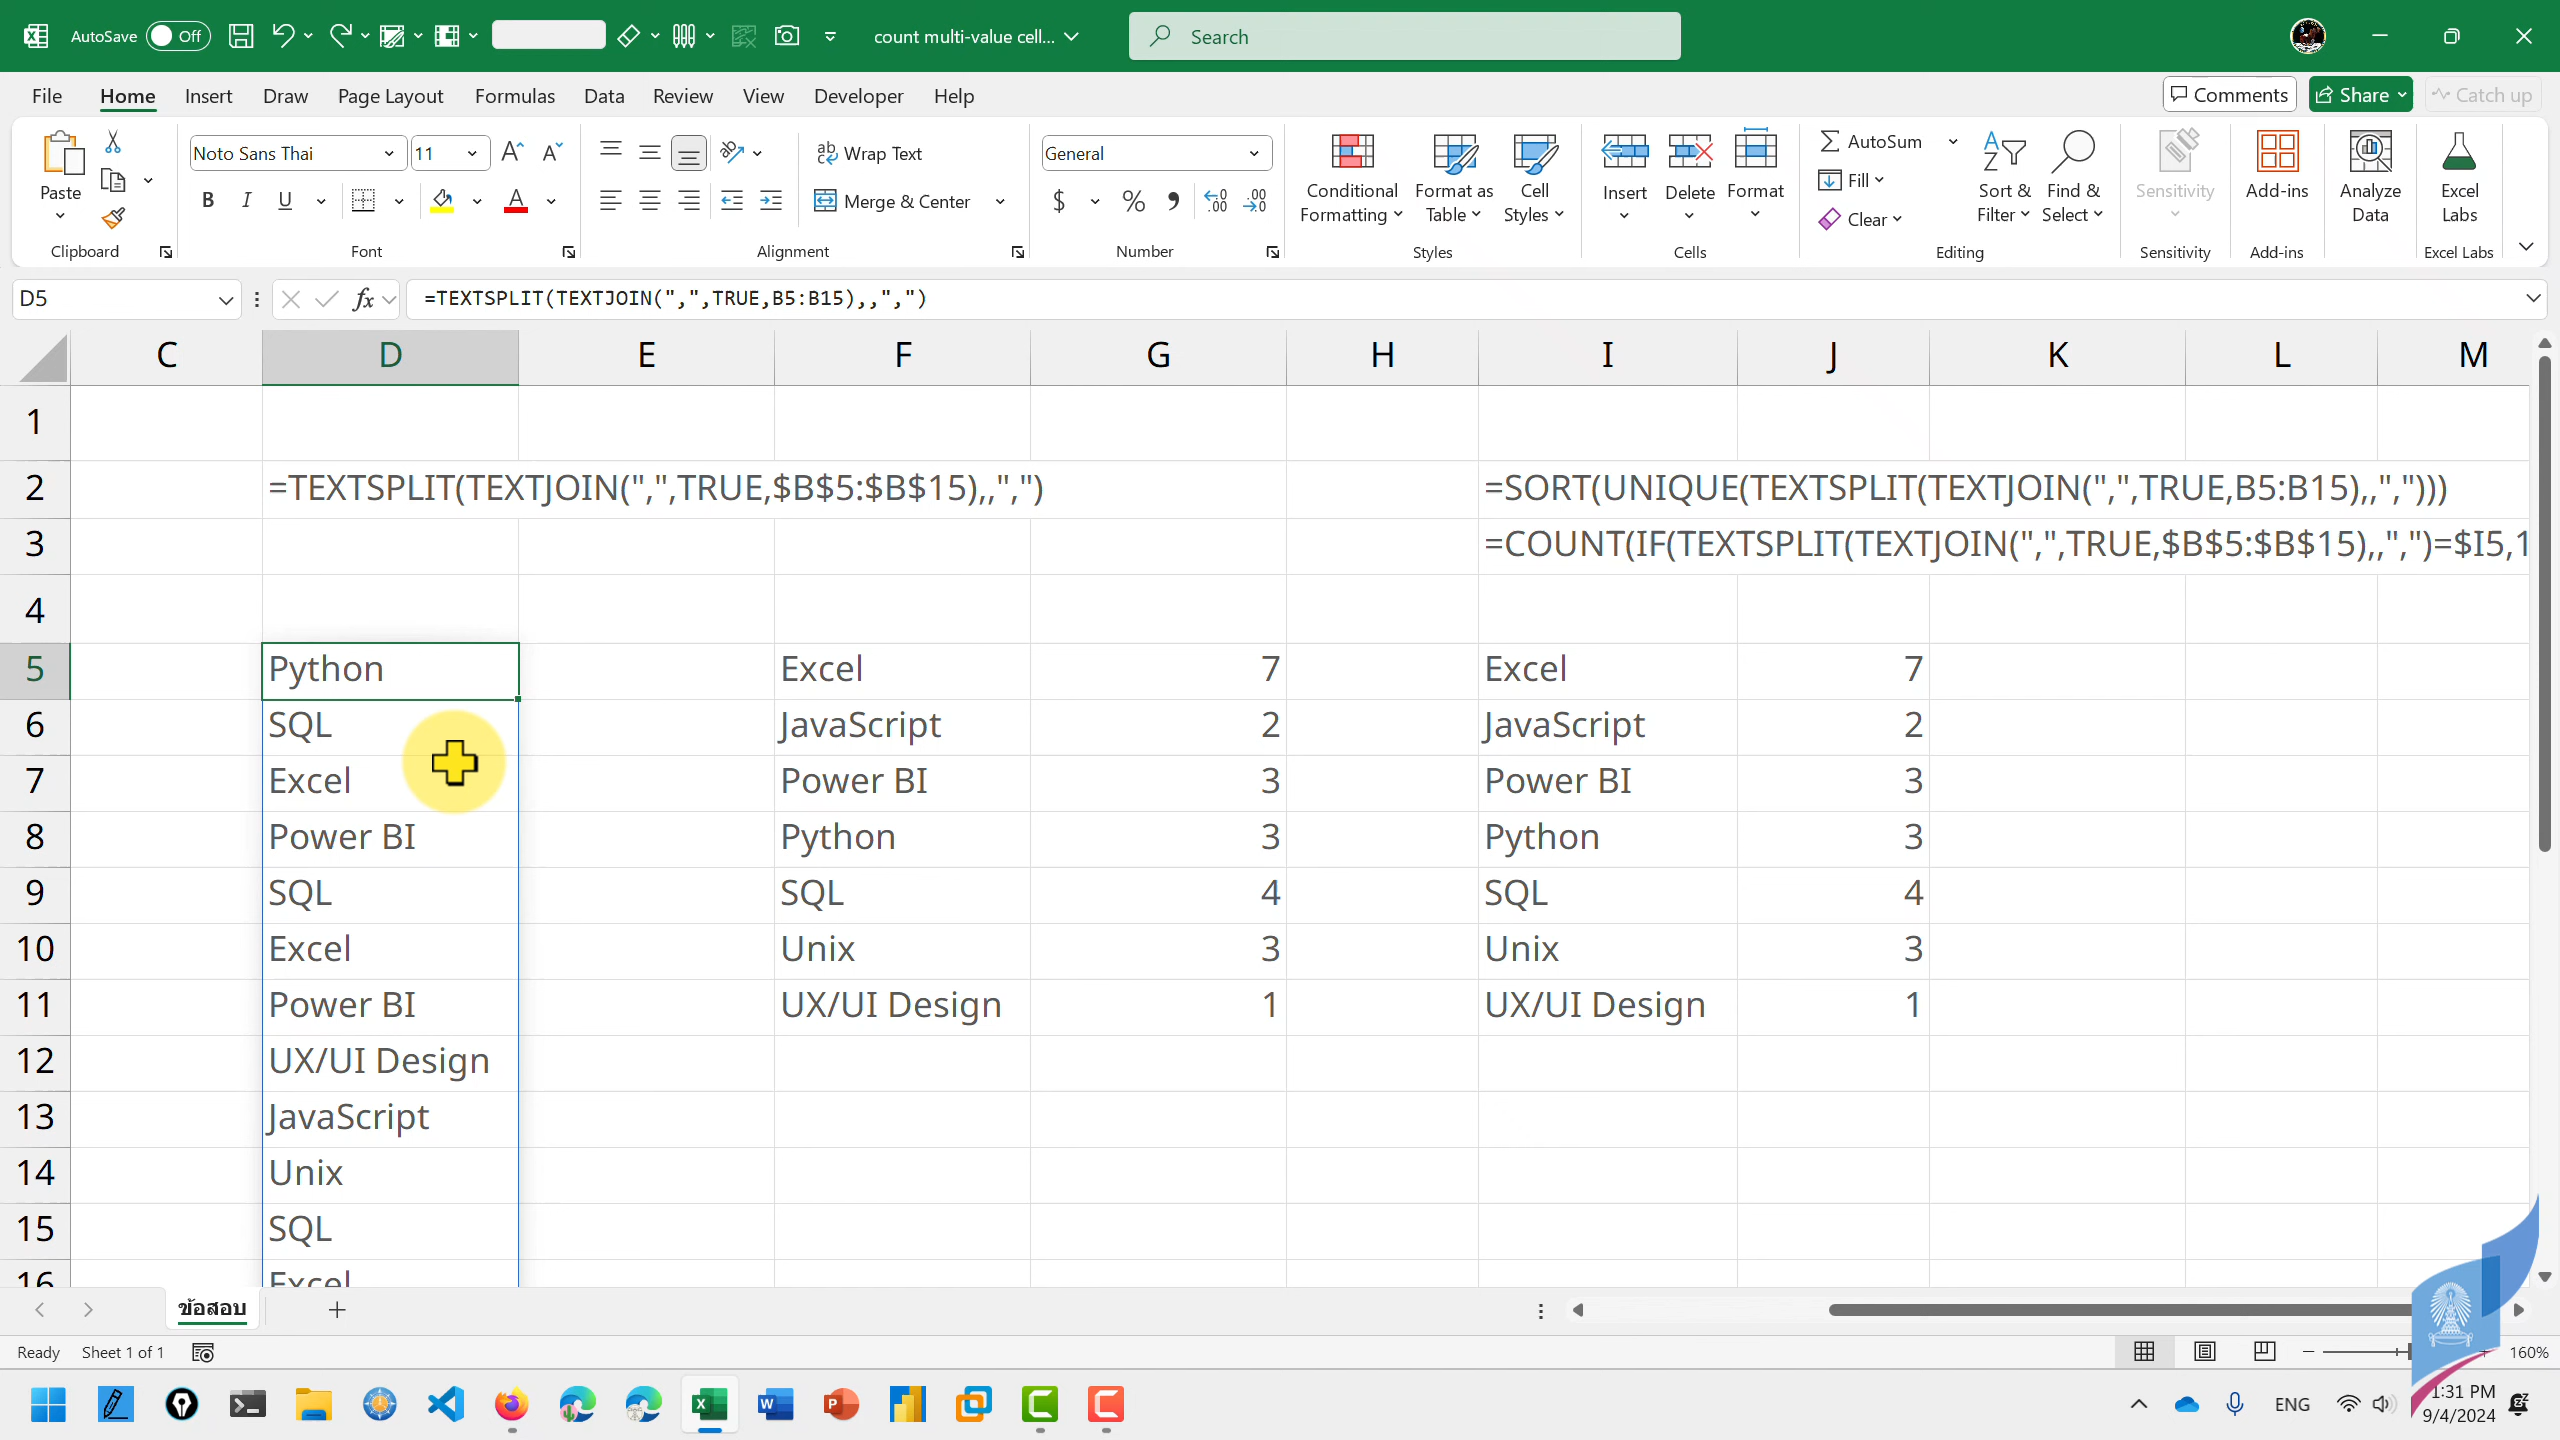 AutoSave Off count multi-value cell... Search
File Home Insert Draw Page Layout Formulas Data Review View Developer Help Comments Share Catch up
Paste Noto Sans Thai 11 Wrap Text Merge & Center General Conditional Formatting Format as Table Cell Styles Insert Delete Format AutoSum Fill Clear Sort & Filter Find & Select Sensitivity Add-ins Analyze Data Excel Labs
Clipboard Font Alignment Number Styles Cells Editing Sensitivity Add-ins Excel Labs
D5 fx =TEXTSPLIT(TEXTJOIN(",",TRUE,B5:B15),,",")
C D E F G H I J K L M
1
2 =TEXTSPLIT(TEXTJOIN(",",TRUE,$B$5:$B$15),,",") =SORT(UNIQUE(TEXTSPLIT(TEXTJOIN(",",TRUE,B5:B15),,",")))
3 =COUNT(IF(TEXTSPLIT(TEXTJOIN(",",TRUE,$B$5:$B$15),,",")=$I5,1
4
5 Python Excel 7 Excel 7
6 SQL JavaScript 2 JavaScript 2
7 Excel Power BI 3 Power BI 3
8 Power BI Python 3 Python 3
9 SQL SQL 4 SQL 4
10 Excel Unix 3 Unix 3
11 Power BI UX/UI Design 1 UX/UI Design 1
12 UX/UI Design
13 JavaScript
14 Unix
15 SQL
16 Excel
ข้อสอบ
Ready Sheet 1 of 1 160%
ENG 1:31 PM
9/4/2024